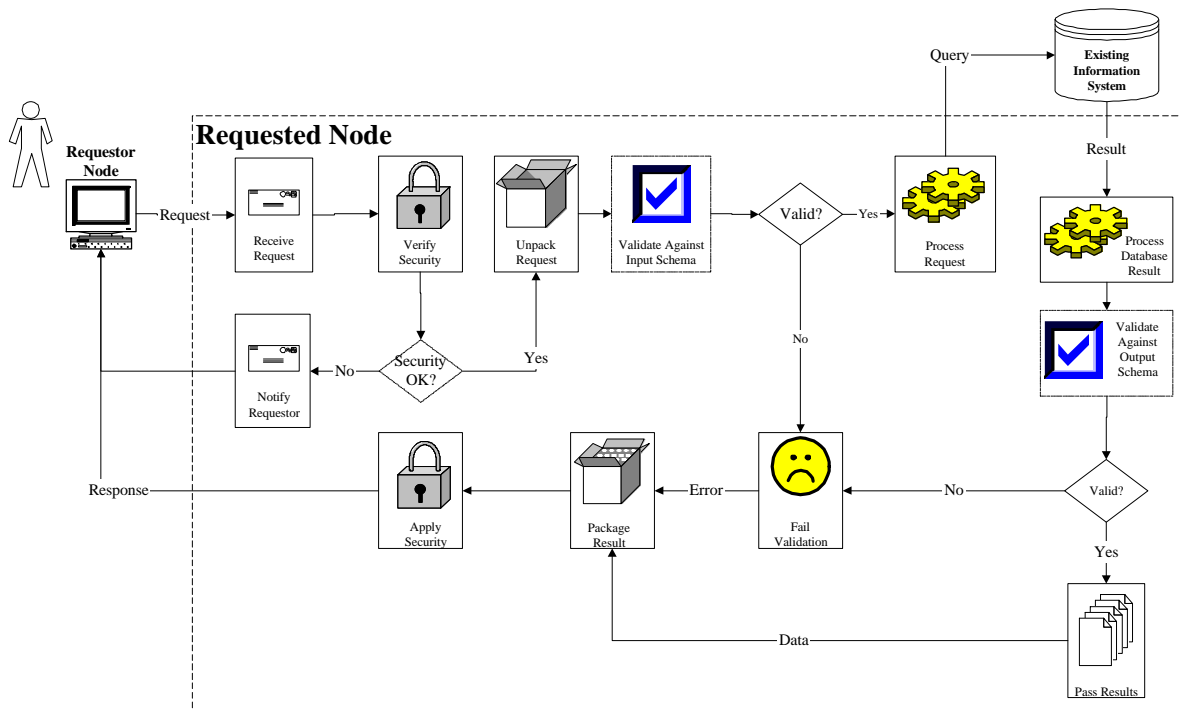 Query
Existing
Information
System
Requested Node
Requestor
Node
Result
Request
Receive
Request
Verify
Security
Unpack
Request
Validate Against
Input Schema
Valid?
Yes
Process
Request
Process
Database
Result
Validate
Against
Output
Schema
No
Security
OK?
Yes
No
Notify
Requestor
Response
Apply
Security
Package
Result
Error
Fail
Validation
No
Valid?
Yes
Data
Pass Results